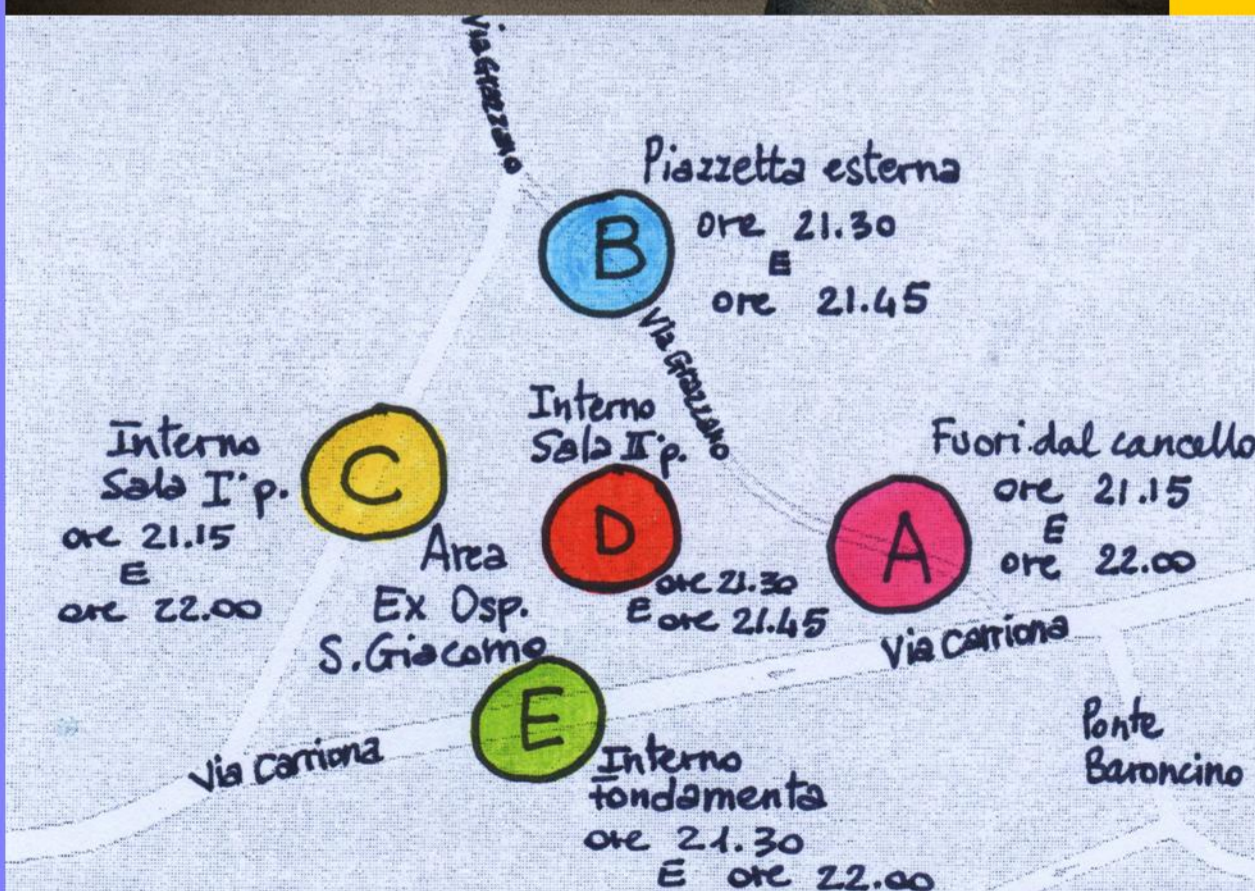 Via Grazzano
B
Piazzetta esterna
ore 21.30
E
ore 21.45
Via Grazzano
C
Interno
Sala I° p.
ore 21.15
E
ore 22.00
Interno
Sala II° p.
D
ore 21.30
E ore 21.45
Fuori dal cancello
A
ore 21.15
E
ore 22.00
Area
Ex Osp.
S. Giacomo
Via Carriona
Via Carriona
E
Interno
fondamenta
ore 21.30
E ore 22.00
Ponte
Baroncino